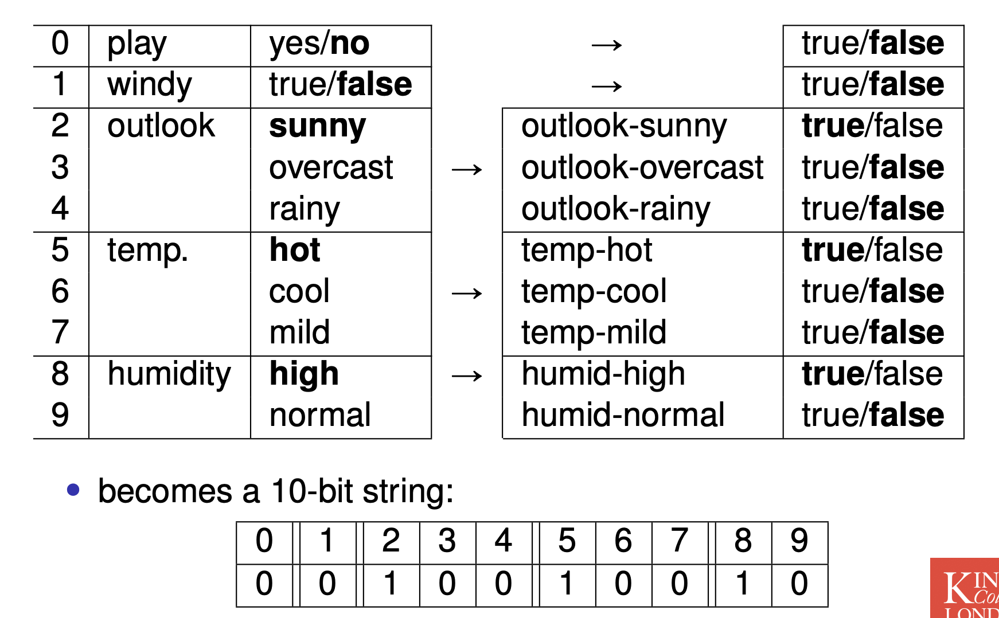 0 play yes/no → true/false
1 windy true/false → true/false
2 outlook sunny outlook-sunny true/false
3 overcast → outlook-overcast true/false
4 rainy outlook-rainy true/false
5 temp. hot temp-hot true/false
6 cool → temp-cool true/false
7 mild temp-mild true/false
8 humidity high → humid-high true/false
9 normal humid-normal true/false
• becomes a 10-bit string:
0 1 2 3 4 5 6 7 8 9
0 0 1 0 0 1 0 0 1 0